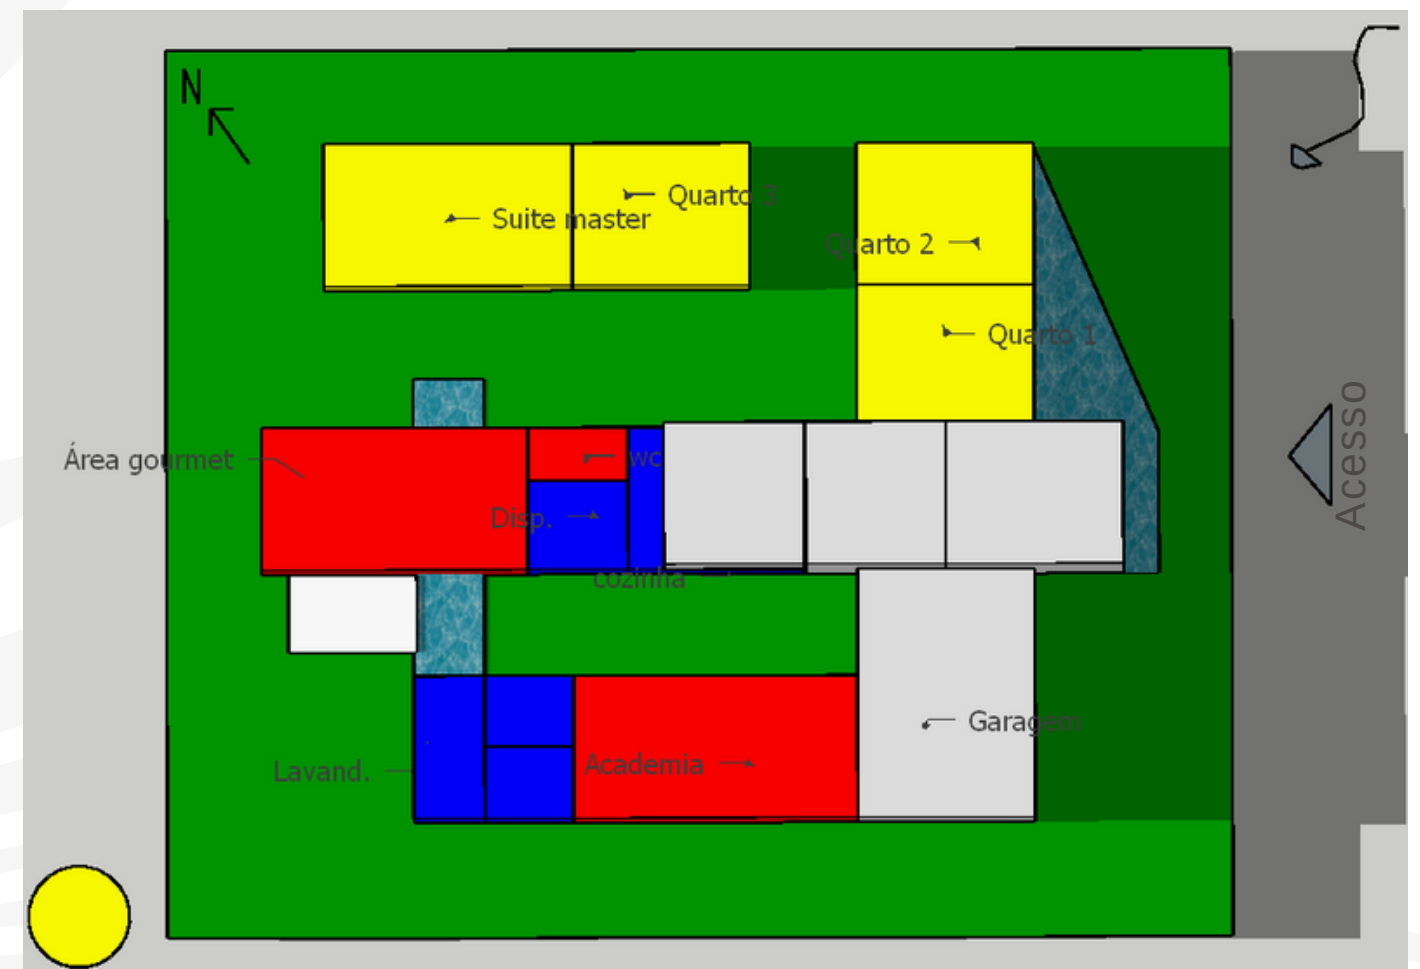 N
Quarto 3
Suite master
Quarto 2
Quarto 1
Área gourmet
wc
Disp.
cozinha
Acesso
Garagem
Academia
Lavand.